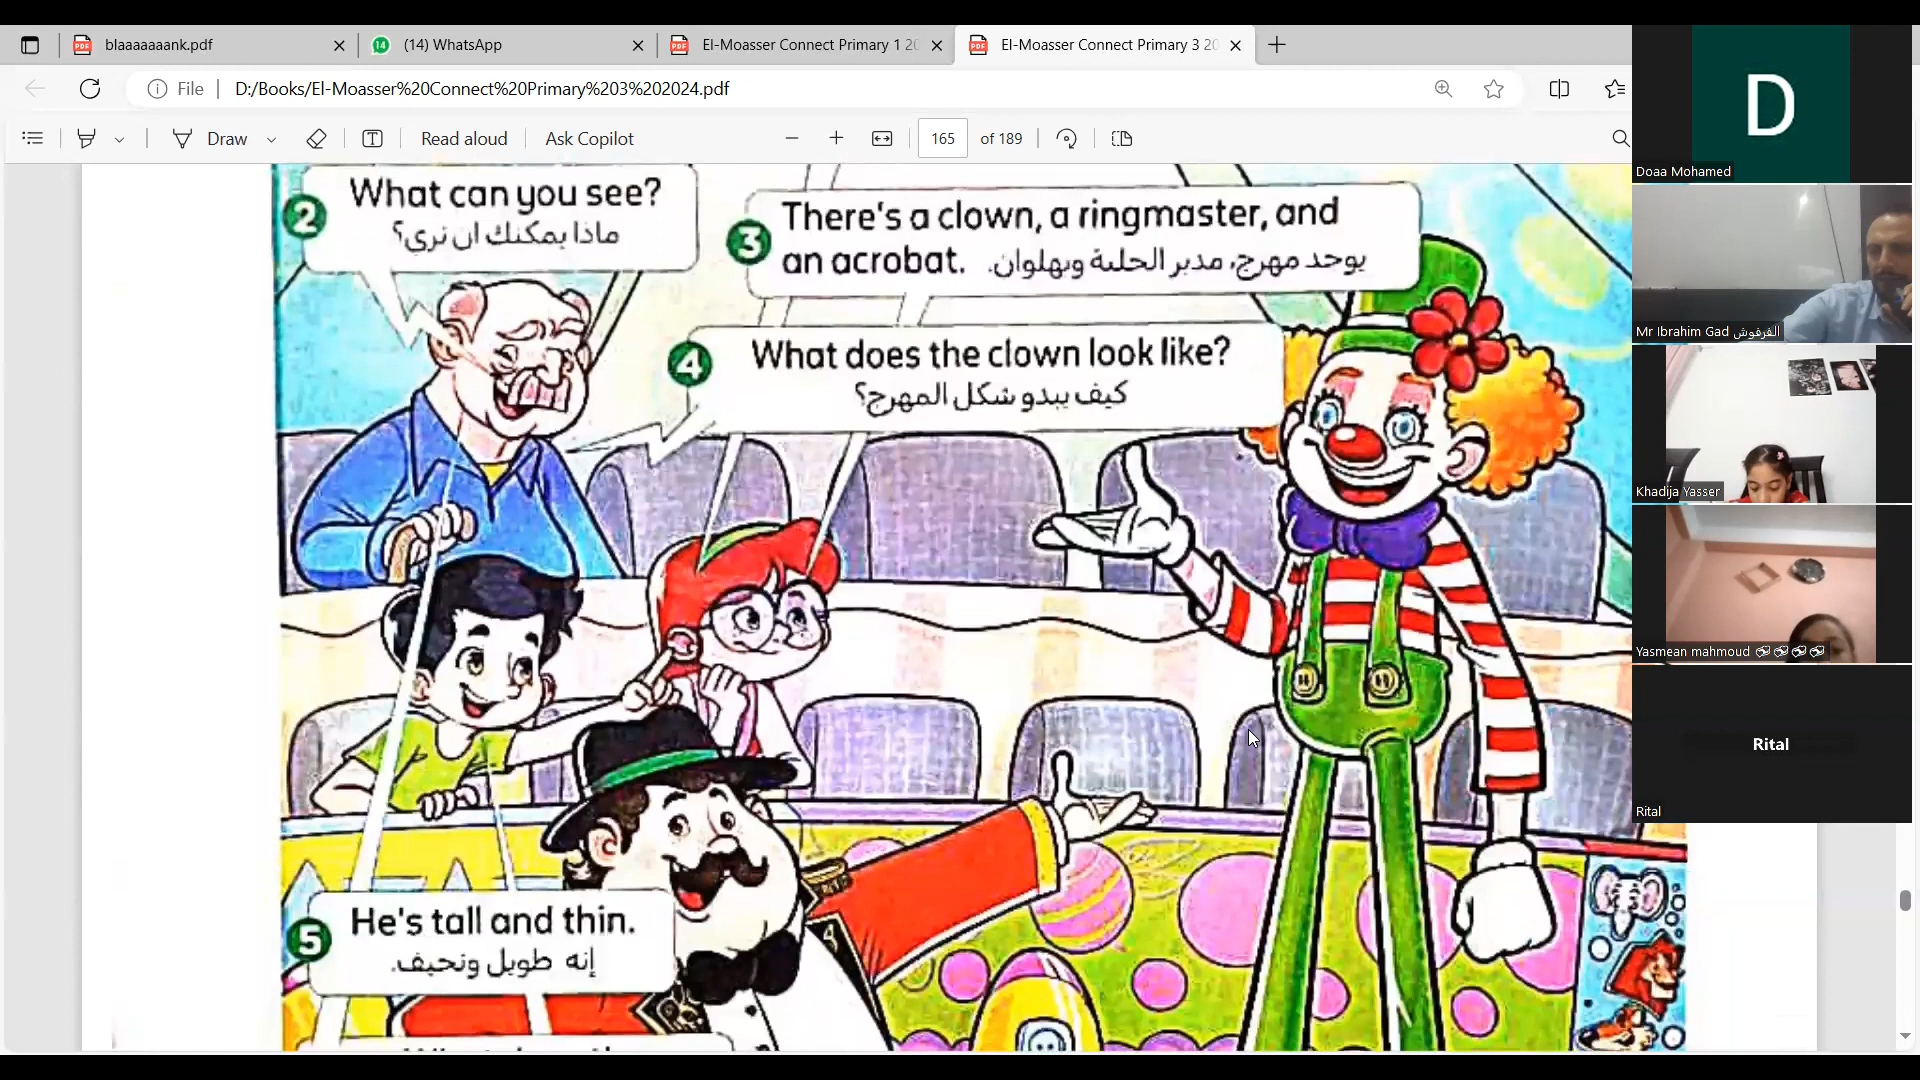 blaaaaaaank.pdf
14
(14) WhatsApp
El-Moasser Connect Primary 1 20
El-Moasser Connect Primary 3 20
File
D:/Books/El-Moasser%20Connect%20Primary%203%202024.pdf
Draw
Read aloud
Ask Copilot
165
of 189
2
What can you see?
ماذا يمكنك ان نرى؟
3
There's a clown, a ringmaster, and
an acrobat.
يوجد مهرج، مدير الحلبة وبهلوان.
4
What does the clown look like?
كيف يبدو شكل المهرج؟
5
He's tall and thin.
إنه طويل ونحيف.
D
Doaa Mohamed
Mr Ibrahim Gad الفرفوش
Khadija Yasser
Yasmean mahmoud
Rital
Rital